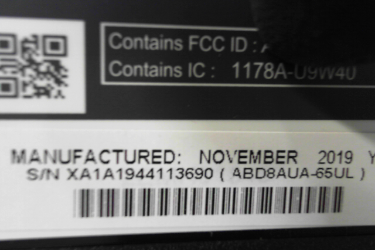 Contains FCC ID :
Contains IC : 1178A-U9W40
MANUFACTURED: NOVEMBER 2019
S/N XA1A1944113690 ( ABD8AUA-65UL )